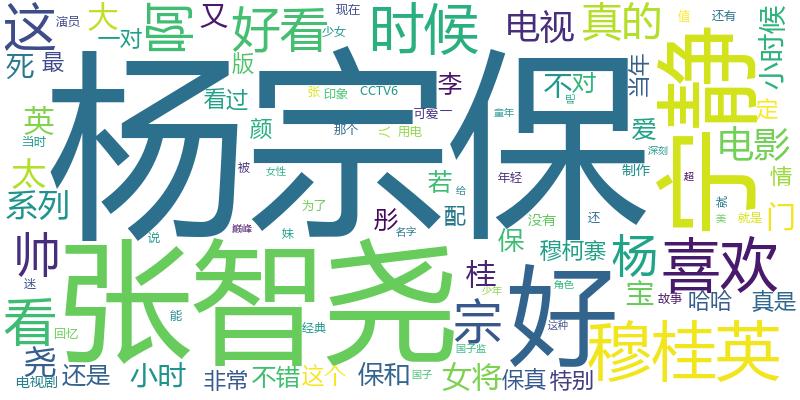 这 演员 大 一对 剧 又 好看 少女 时候 电视 现在 真的 值 还有 小时候
死 最 版 看过 颜 张 印象 CCTV6 李 不对 当年 宁静 定
英 当时 杨宗保 那个 丫 用电 可爱一 童年 智 爱 深刻 电影
太 被 女性 年轻 制作 超 情
系列 为了 若 给 配 没有 还 美 就是 门
帅 说 巅峰 妹 名字 彤 保 穆柯寨 杨 喜欢
迷 张智尧 桂 好 角色 宝 故事 哈哈 真是
看 回忆 能 经典 少年 宗 这种 穆桂英
尧 国子监
电视剧 还是 小时 非常 不错 这个 保和 国子 女将 保真 特别